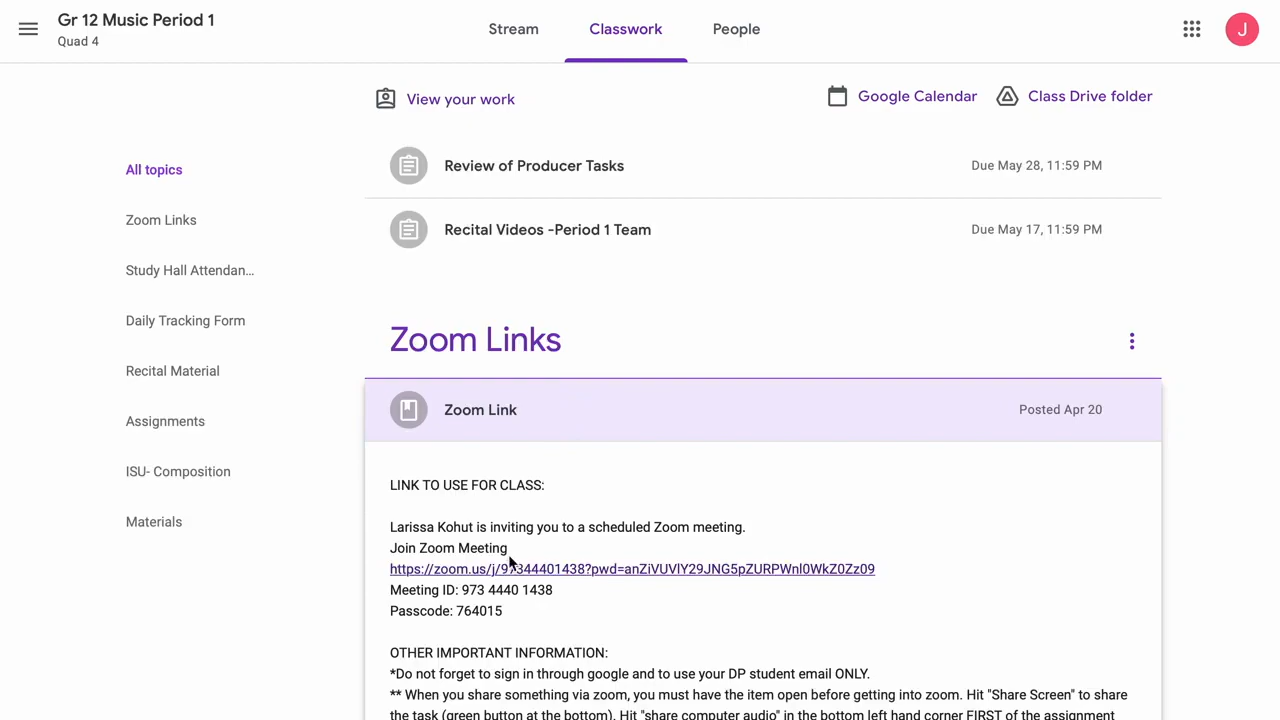 Gr 12 Music Period 1
Quad 4
Stream
Classwork
People
J
View your work
Google Calendar
Class Drive folder
All topics
Zoom Links
Study Hall Attendan...
Daily Tracking Form
Recital Material
Assignments
ISU- Composition
Materials
Review of Producer Tasks
Due May 28, 11:59 PM
Recital Videos -Period 1 Team
Due May 17, 11:59 PM
Zoom Links
Zoom Link
Posted Apr 20
LINK TO USE FOR CLASS:
Larissa Kohut is inviting you to a scheduled Zoom meeting.
Join Zoom Meeting
https://zoom.us/j/97344401438?pwd=anZiVUVlY29JNG5pZURPWnl0WkZ0Zz09
Meeting ID: 973 4440 1438
Passcode: 764015
OTHER IMPORTANT INFORMATION:
*Do not forget to sign in through google and to use your DP student email ONLY.
** When you share something via zoom, you must have the item open before getting into zoom. Hit "Share Screen" to share
the task (green button at the bottom). Hit "share computer audio" in the bottom left hand corner FIRST of the assignment